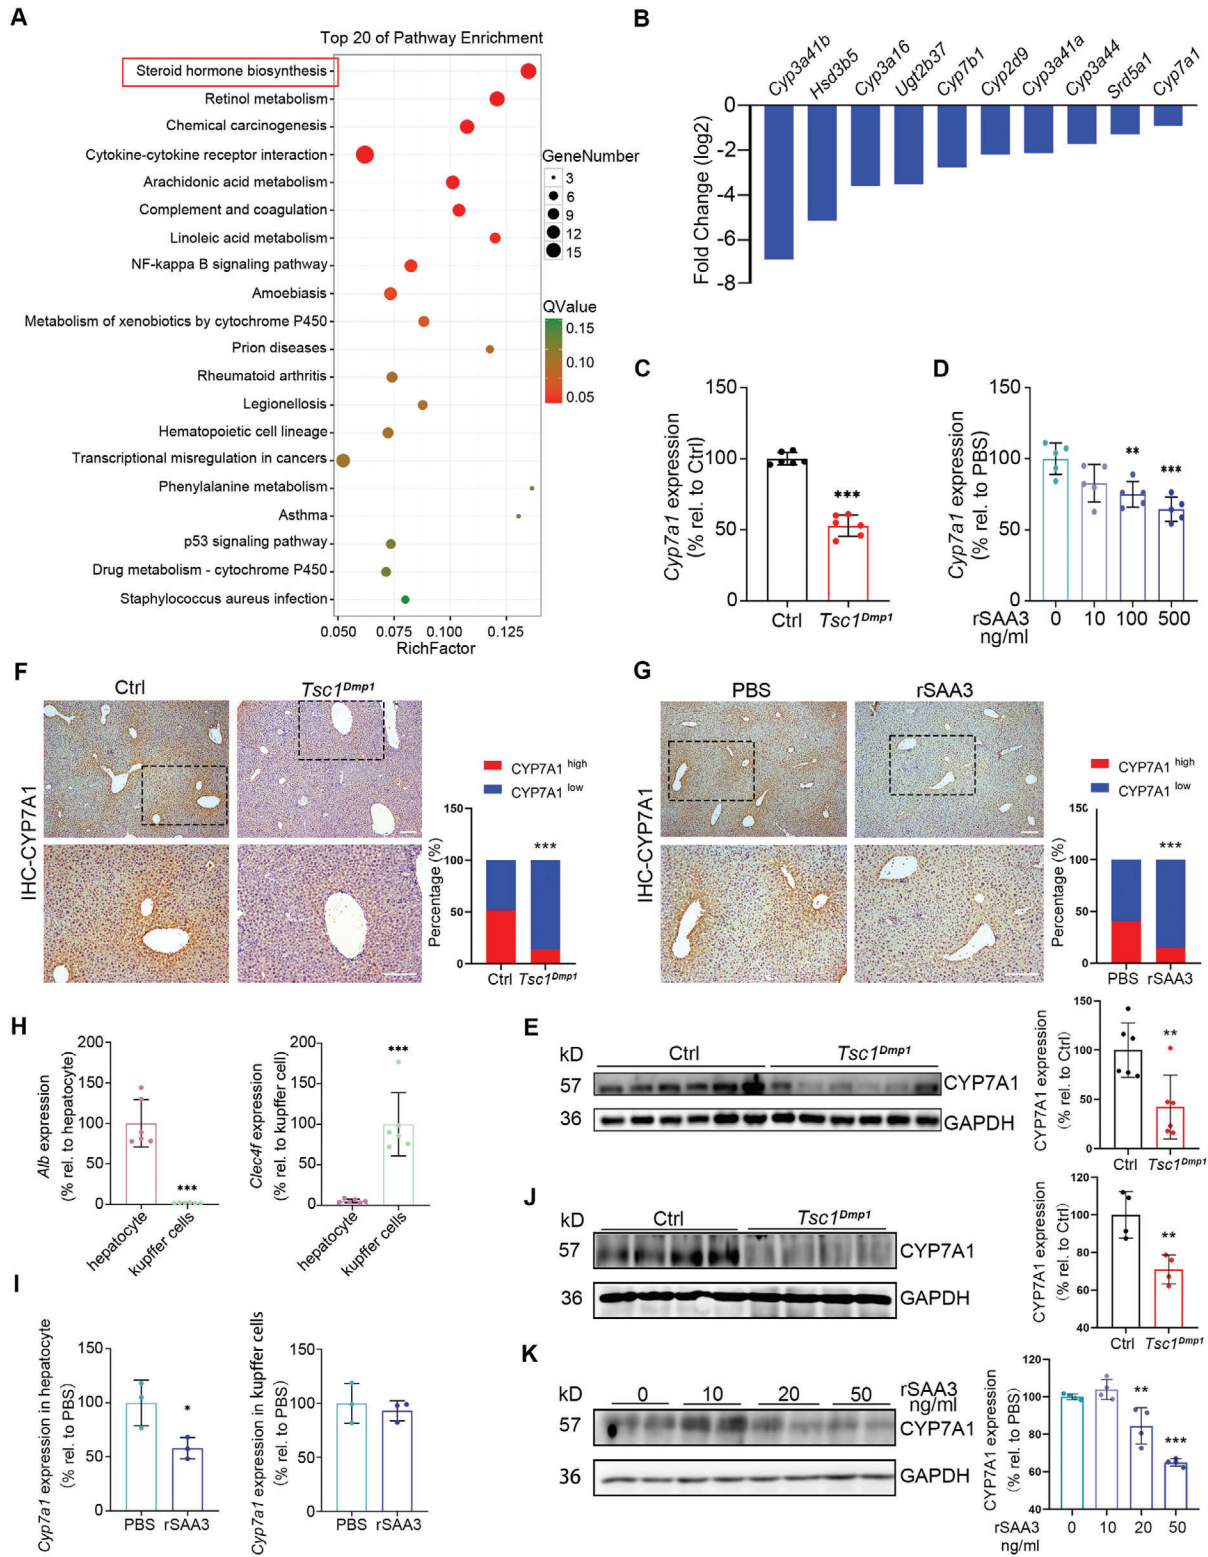 A
Top 20 of Pathway Enrichment
Steroid hormone biosynthesis
Retinol metabolism
Chemical carcinogenesis
Cytokine-cytokine receptor interaction
Arachidonic acid metabolism
Complement and coagulation
Linoleic acid metabolism
NF-kappa B signaling pathway
Amoebiasis
Metabolism of xenobiotics by cytochrome P450
Prion diseases
Rheumatoid arthritis
Legionellosis
Hematopoietic cell lineage
Transcriptional misregulation in cancers
Phenylalanine metabolism
Asthma
p53 signaling pathway
Drug metabolism - cytochrome P450
Staphylococcus aureus infection
0.050 0.075 0.100 0.125
RichFactor
GeneNumber
3
6
9
12
15
QValue
0.15
0.10
0.05
B
Cyp3a41b
Hsd3b5
Cyp3a16
Ugt2b37
Cyp7b1
Cyp2d9
Cyp3a41a
Cyp3a44
Srd5a1
Cyp7a1
Fold Change (log2)
0
-2
-4
-6
-8
C
Cyp7a1 expression
(% rel. to Ctrl)
150
100
50
0
***
Ctrl Tsc1Dmp1
D
Cyp7a1 expression
(% rel. to PBS)
150
100
50
0
** ***
rSAA3 0 10 100 500
ng/ml
F
Ctrl Tsc1Dmp1
IHC-CYP7A1
CYP7A1 high
CYP7A1 low
Percentage (%)
150
100
50
0
***
Ctrl Tsc1Dmp1
G
PBS rSAA3
IHC-CYP7A1
CYP7A1 high
CYP7A1 low
Percentage (%)
150
100
50
0
***
PBS rSAA3
H
Alb expression
(% rel. to hepatocyte)
200
150
100
50
0
***
hepatocyte
kupffer cells
Clec4f expression
(% rel. to kupffer cell)
200
150
100
50
0
***
hepatocyte
kupffer cells
E
kD Ctrl Tsc1Dmp1
57 CYP7A1
36 GAPDH
CYP7A1 expression
(% rel. to Ctrl)
150
100
50
0
**
Ctrl Tsc1Dmp1
J
kD Ctrl Tsc1Dmp1
57 CYP7A1
36 GAPDH
CYP7A1 expression
(% rel. to Ctrl)
120
100
80
60
40
**
Ctrl Tsc1Dmp1
I
Cyp7a1 expression in hepatocyte
(% rel. to PBS)
150
100
50
0
*
PBS rSAA3
Cyp7a1 expression in kupffer cells
(% rel. to PBS)
150
100
50
0
PBS rSAA3
K
kD 0 10 20 50 rSAA3
ng/ml
57 CYP7A1
36 GAPDH
CYP7A1 expression
(% rel. to PBS)
120
100
80
60
40
** ***
rSAA3 0 10 20 50
ng/ml